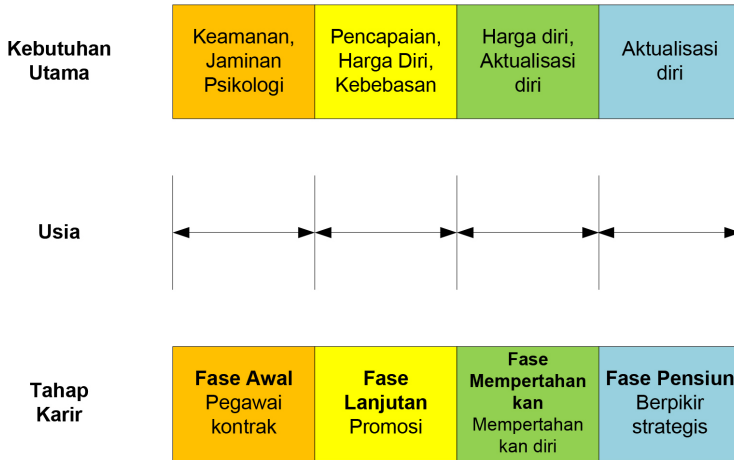 Kebutuhan
Utama
Keamanan,
Jaminan
Psikologi
Pencapaian,
Harga Diri,
Kebebasan
Harga diri,
Aktualisasi
diri
Aktualisasi
diri
Usia
Tahap
Karir
Fase Awal
Pegawai
kontrak
Fase
Lanjutan
Promosi
Fase
Mempertahan
kan
Mempertahan
kan diri
Fase Pensiun
Berpikir
strategis